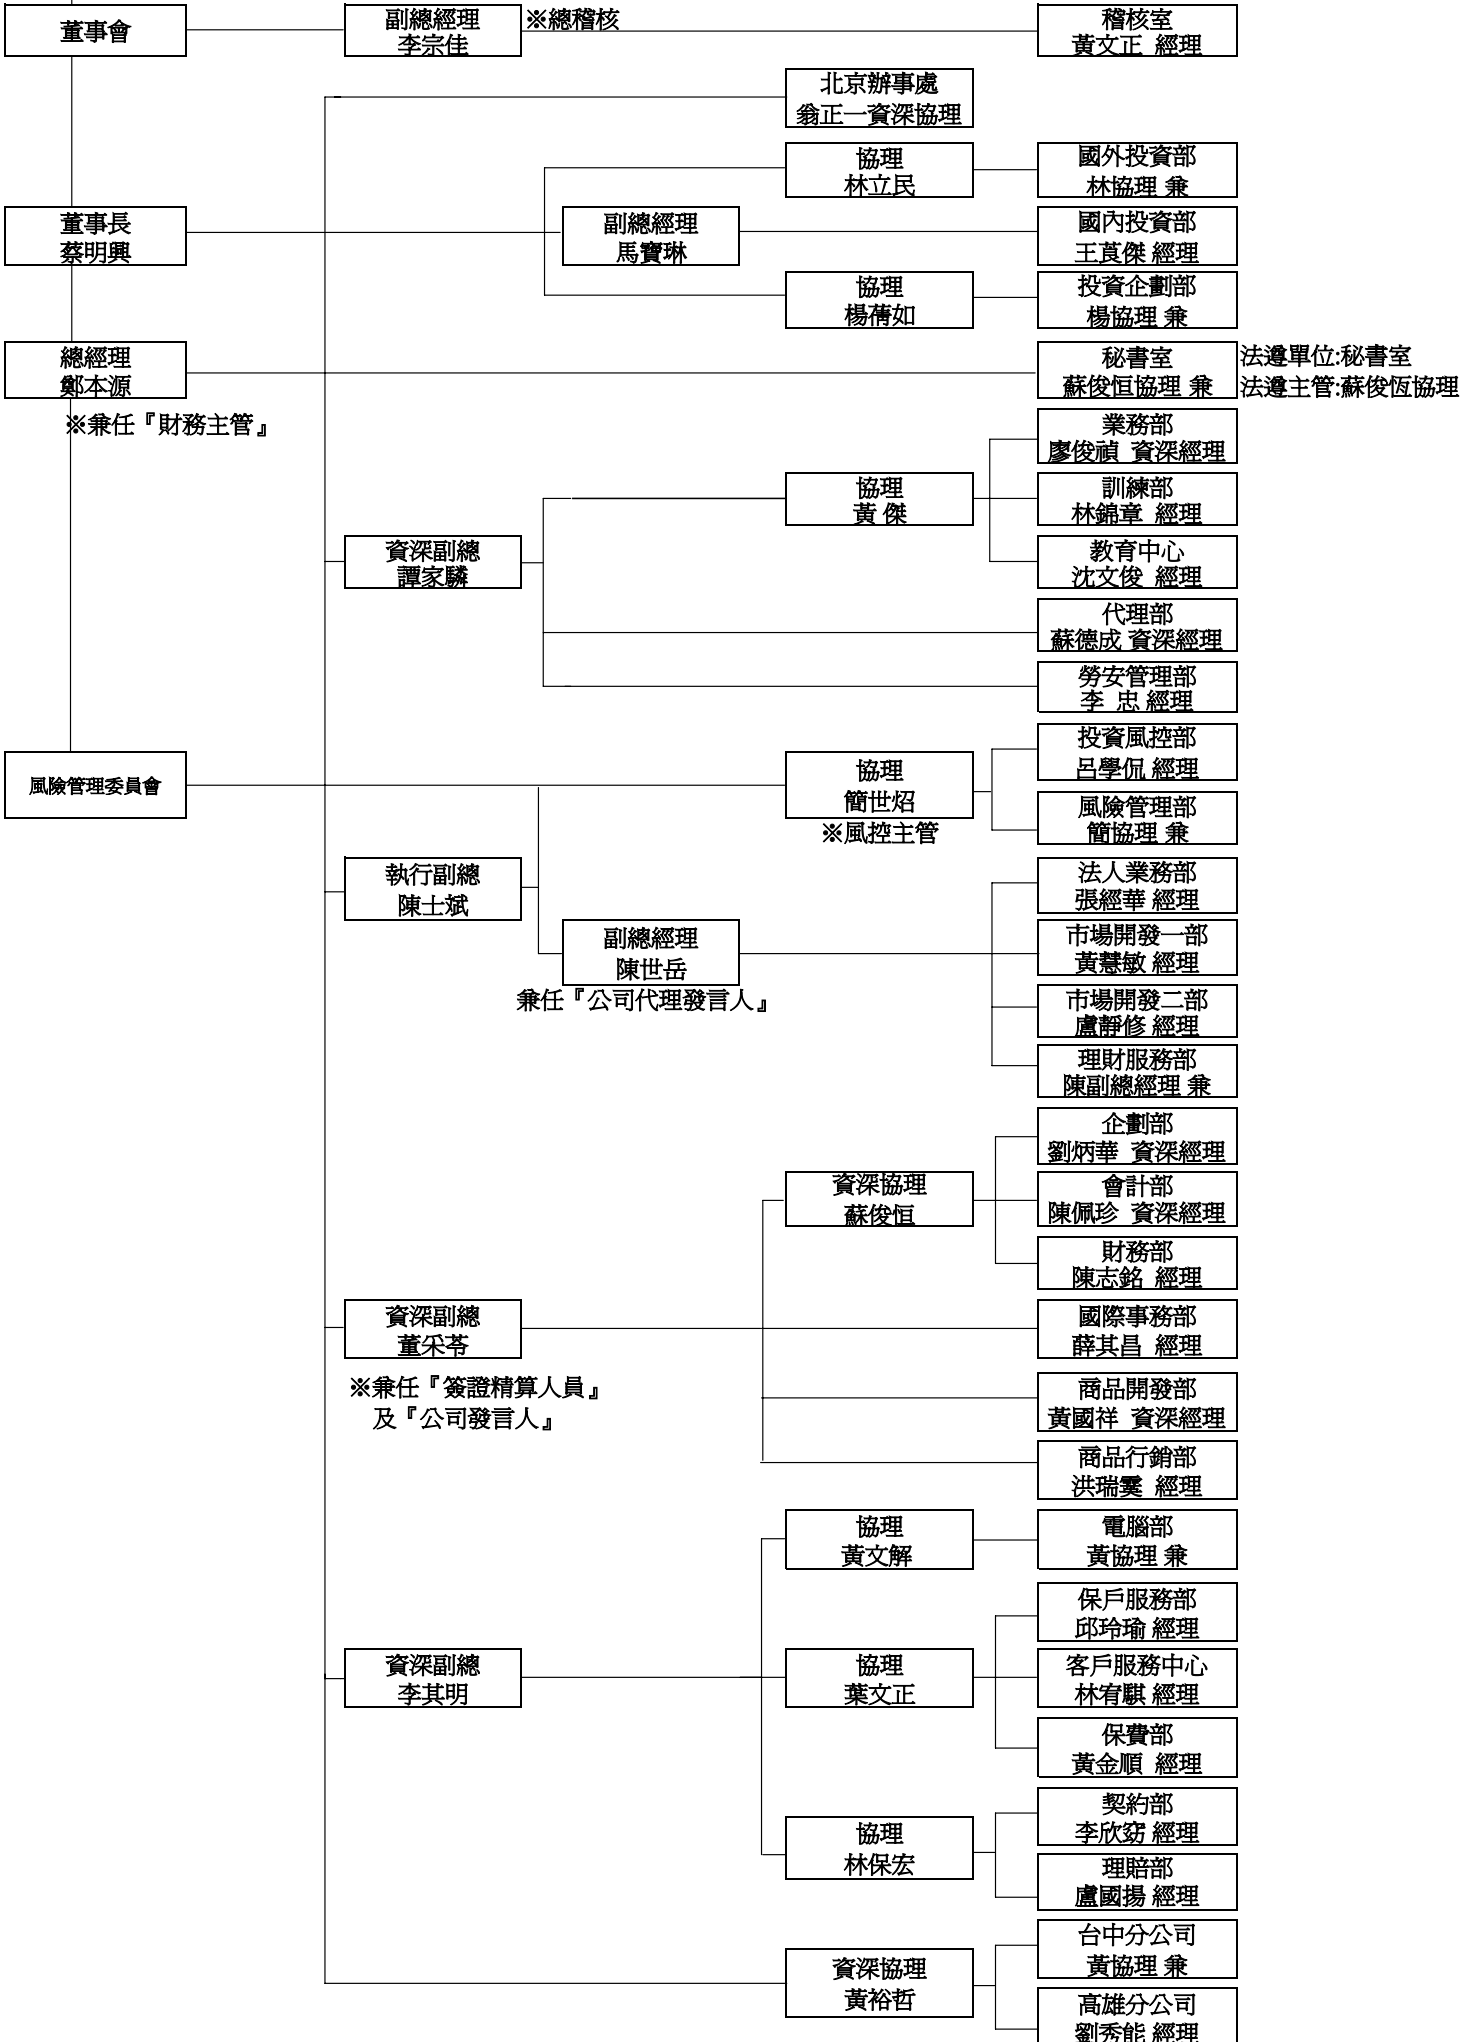 董事會
副總經理
李宗佳
※總稽核
稽核室
黃文正 經理
北京辦事處
翁正一資深協理
協理
林立民
國外投資部
林協理 兼
董事長
蔡明興
副總經理
馬寶琳
國內投資部
王茛傑 經理
協理
楊蒨如
投資企劃部
楊協理 兼
總經理
鄭本源
※兼任『財務主管』
秘書室
蘇俊恒協理 兼
法遵單位:秘書室
法遵主管:蘇俊恆協理
業務部
廖俊禎 資深經理
協理
黃 傑
訓練部
林錦章 經理
教育中心
沈文俊 經理
資深副總
譚家驎
代理部
蘇德成 資深經理
勞安管理部
李 忠 經理
風險管理委員會
協理
簡世炤
※風控主管
投資風控部
呂學侃 經理
風險管理部
簡協理 兼
執行副總
陳士斌
法人業務部
張經華 經理
副總經理
陳世岳
兼任『公司代理發言人』
市場開發一部
黃慧敏 經理
市場開發二部
盧靜修 經理
理財服務部
陳副總經理 兼
企劃部
劉炳華 資深經理
資深協理
蘇俊恒
會計部
陳佩珍 資深經理
財務部
陳志銘 經理
資深副總
董采苓
※兼任『簽證精算人員』
及『公司發言人』
國際事務部
薛其昌 經理
商品開發部
黃國祥 資深經理
商品行銷部
洪瑞霙 經理
協理
黃文解
電腦部
黃協理 兼
保戶服務部
邱玲瑜 經理
資深副總
李其明
協理
葉文正
客戶服務中心
林宥騏 經理
保費部
黃金順 經理
契約部
李欣窈 經理
協理
林保宏
理賠部
盧國揚 經理
台中分公司
黃協理 兼
資深協理
黃裕哲
高雄分公司
劉秀能 經理